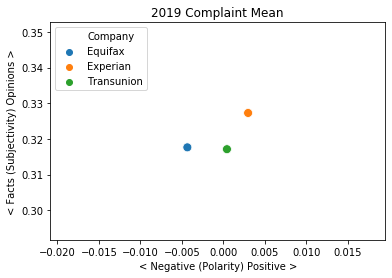 2019 Complaint Mean
Company
Equifax
Experian
Transunion
< Facts (Subjectivity) Opinions >
0.35
0.34
0.33
0.32
0.31
0.30
−0.020 −0.015 −0.010 −0.005 0.000 0.005 0.010 0.015
< Negative (Polarity) Positive >